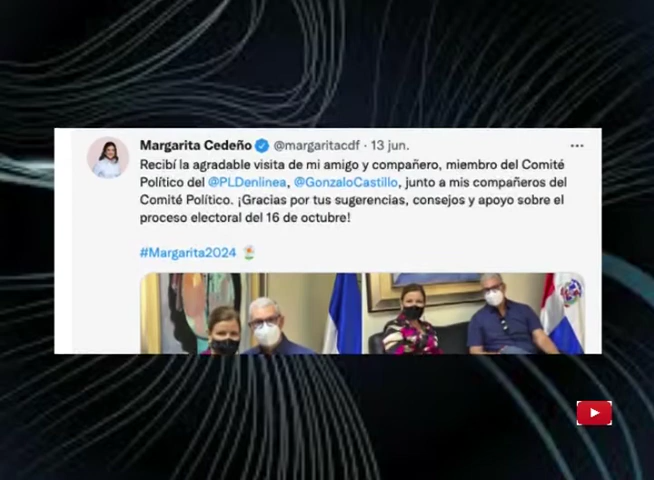 Margarita Cedeño @margaritacdf · 13 jun. ···
Recibí la agradable visita de mi amigo y compañero, miembro del Comité
Político del @PLDenlinea, @GonzaloCastillo, junto a mis compañeros del
Comité Político. ¡Gracias por tus sugerencias, consejos y apoyo sobre el
proceso electoral del 16 de octubre!
#Margarita2024